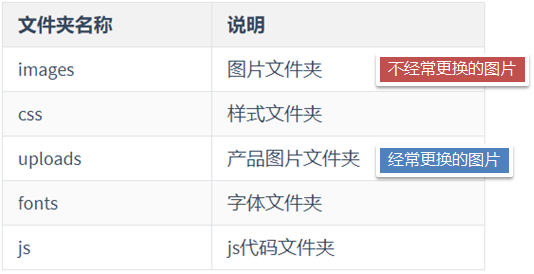 文件夹名称 说明
images 图片文件夹 不经常更换的图片
css 样式文件夹
uploads 产品图片文件夹 经常更换的图片
fonts 字体文件夹
js js代码文件夹